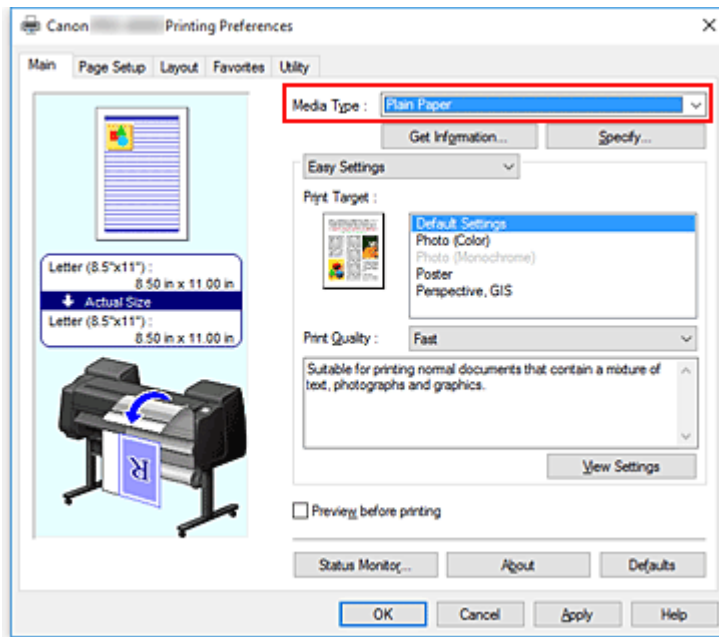 Canon Printing Preferences
Main Page Setup Layout Favorites Utility
Media Type : Plain Paper
Get Information... Specify...
Easy Settings
Print Target :
Default Settings
Photo (Color)
Photo (Monochrome)
Poster
Perspective, GIS
Letter (8.5"x11") :
8.50 in x 11.00 in
Actual Size
Letter (8.5"x11") :
8.50 in x 11.00 in
Print Quality : Fast
Suitable for printing normal documents that contain a mixture of
text, photographs and graphics.
R
View Settings
Preview before printing
Status Monitor... About Defaults
OK Cancel Apply Help